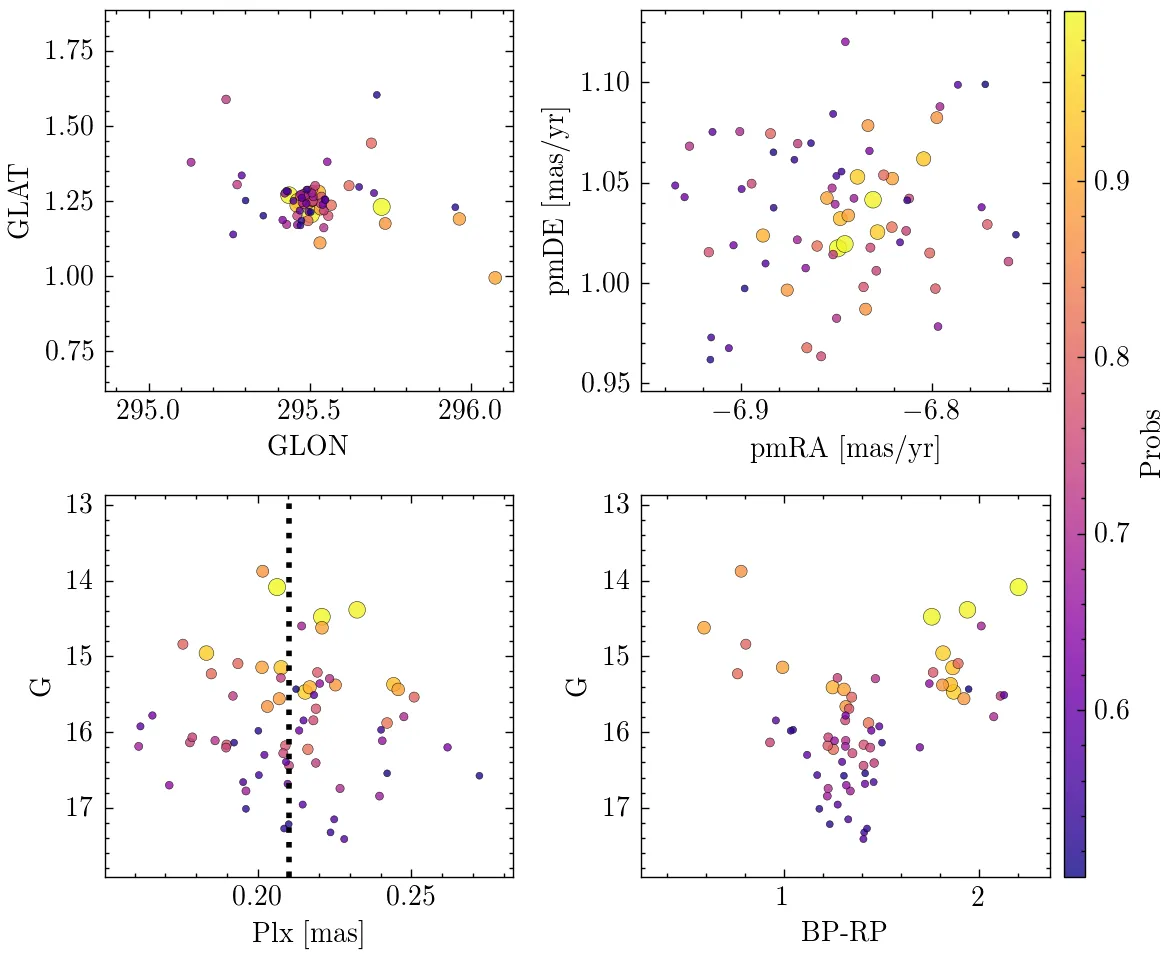 1.75
1.50
1.25
1.00
0.75
GLAT
295.0 295.5 296.0
GLON
1.10
1.05
1.00
0.95
pmDE [mas/yr]
−6.9 −6.8
pmRA [mas/yr]
0.9
0.8
0.7
0.6
Probs
13
14
15
16
17
G
0.20 0.25
Plx [mas]
13
14
15
16
17
G
1 2
BP-RP